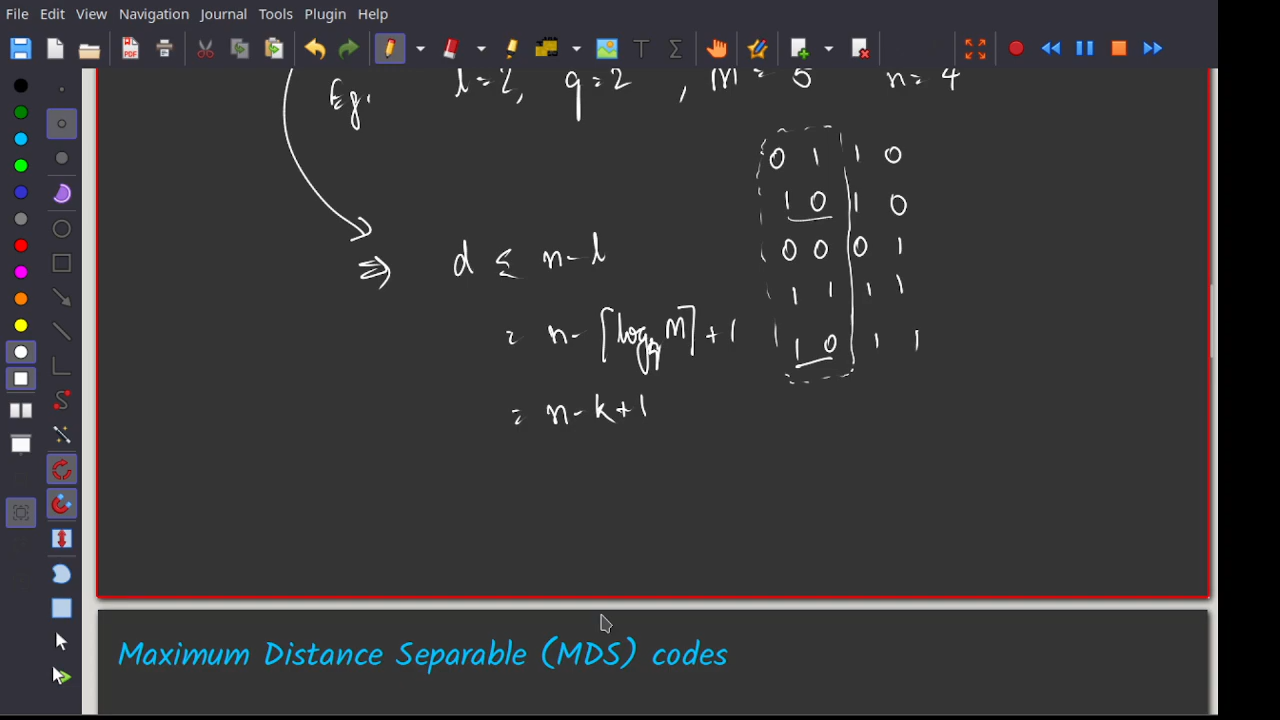 File Edit View Navigation Journal Tools Plugin Help
Eg. l=2, q=2, M=5 n=4
0 1 1 0
1 0 1 0
0 0 0 1
1 1 1 1
1 0 1 1
⇒ d ≤ n-l
= n-⌈log_q M⌉+1
= n-k+1
Maximum Distance Separable (MDS) codes